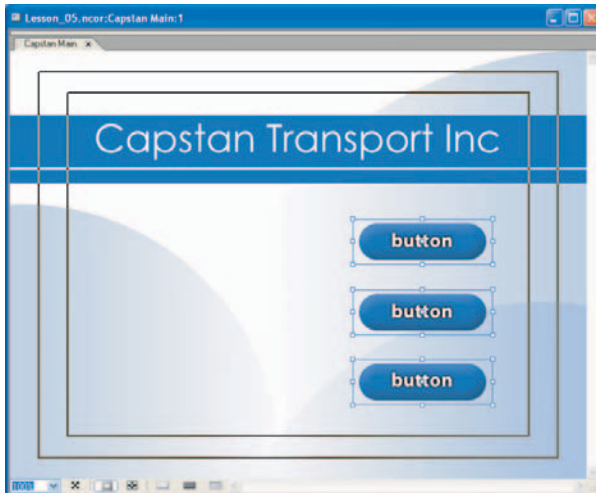 Lesson_05.ncor:Capstan Main:1
Capstan Main
Capstan Transport Inc
button
button
button
100%